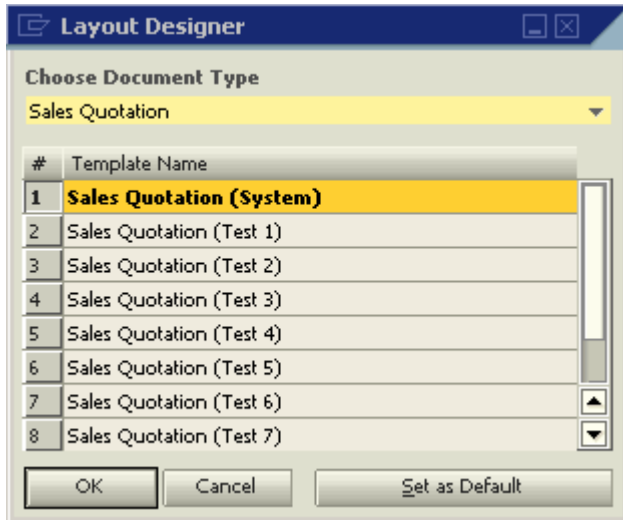 Layout Designer
Choose Document Type
Sales Quotation
# Template Name
1 Sales Quotation (System)
2 Sales Quotation (Test 1)
3 Sales Quotation (Test 2)
4 Sales Quotation (Test 3)
5 Sales Quotation (Test 4)
6 Sales Quotation (Test 5)
7 Sales Quotation (Test 6)
8 Sales Quotation (Test 7)
OK Cancel Set as Default